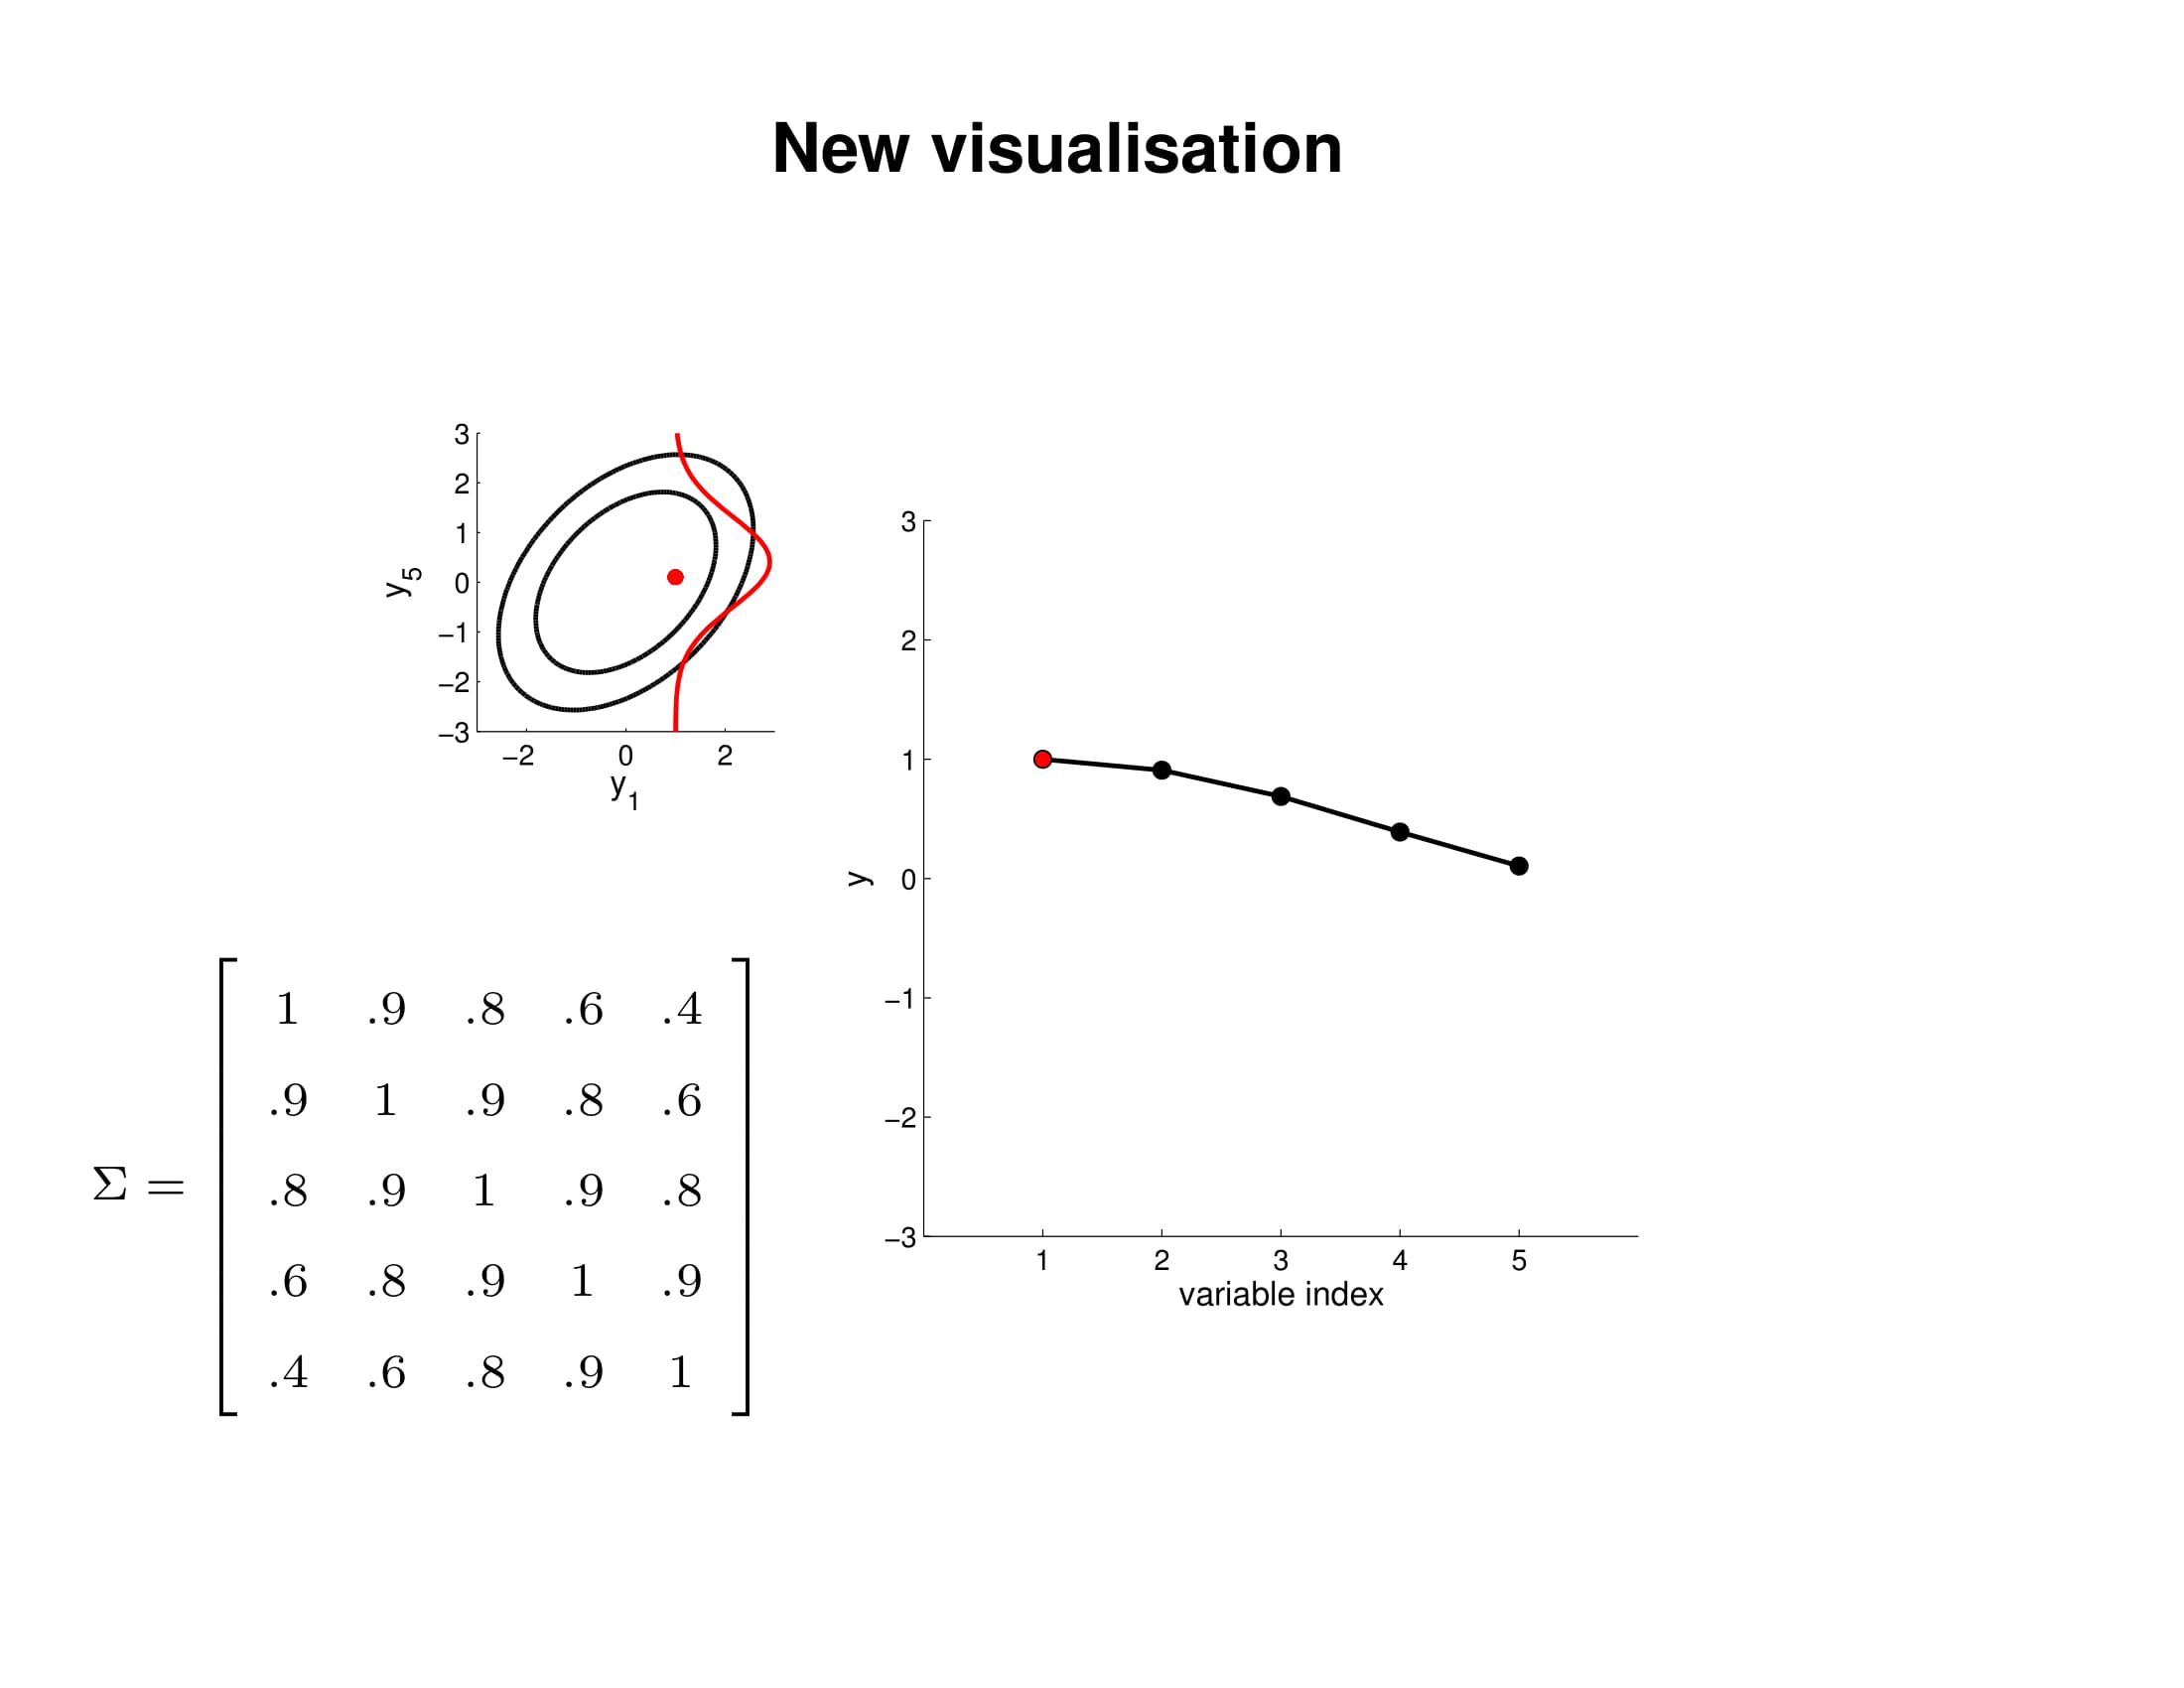 New visualisation
3
2
1
0
−1
−2
−3
y5
−2 0 2
y1
3
2
1
0
−1
−2
−3
y
1 2 3 4 5
variable index
Σ =
1 .9 .8 .6 .4
.9 1 .9 .8 .6
.8 .9 1 .9 .8
.6 .8 .9 1 .9
.4 .6 .8 .9 1